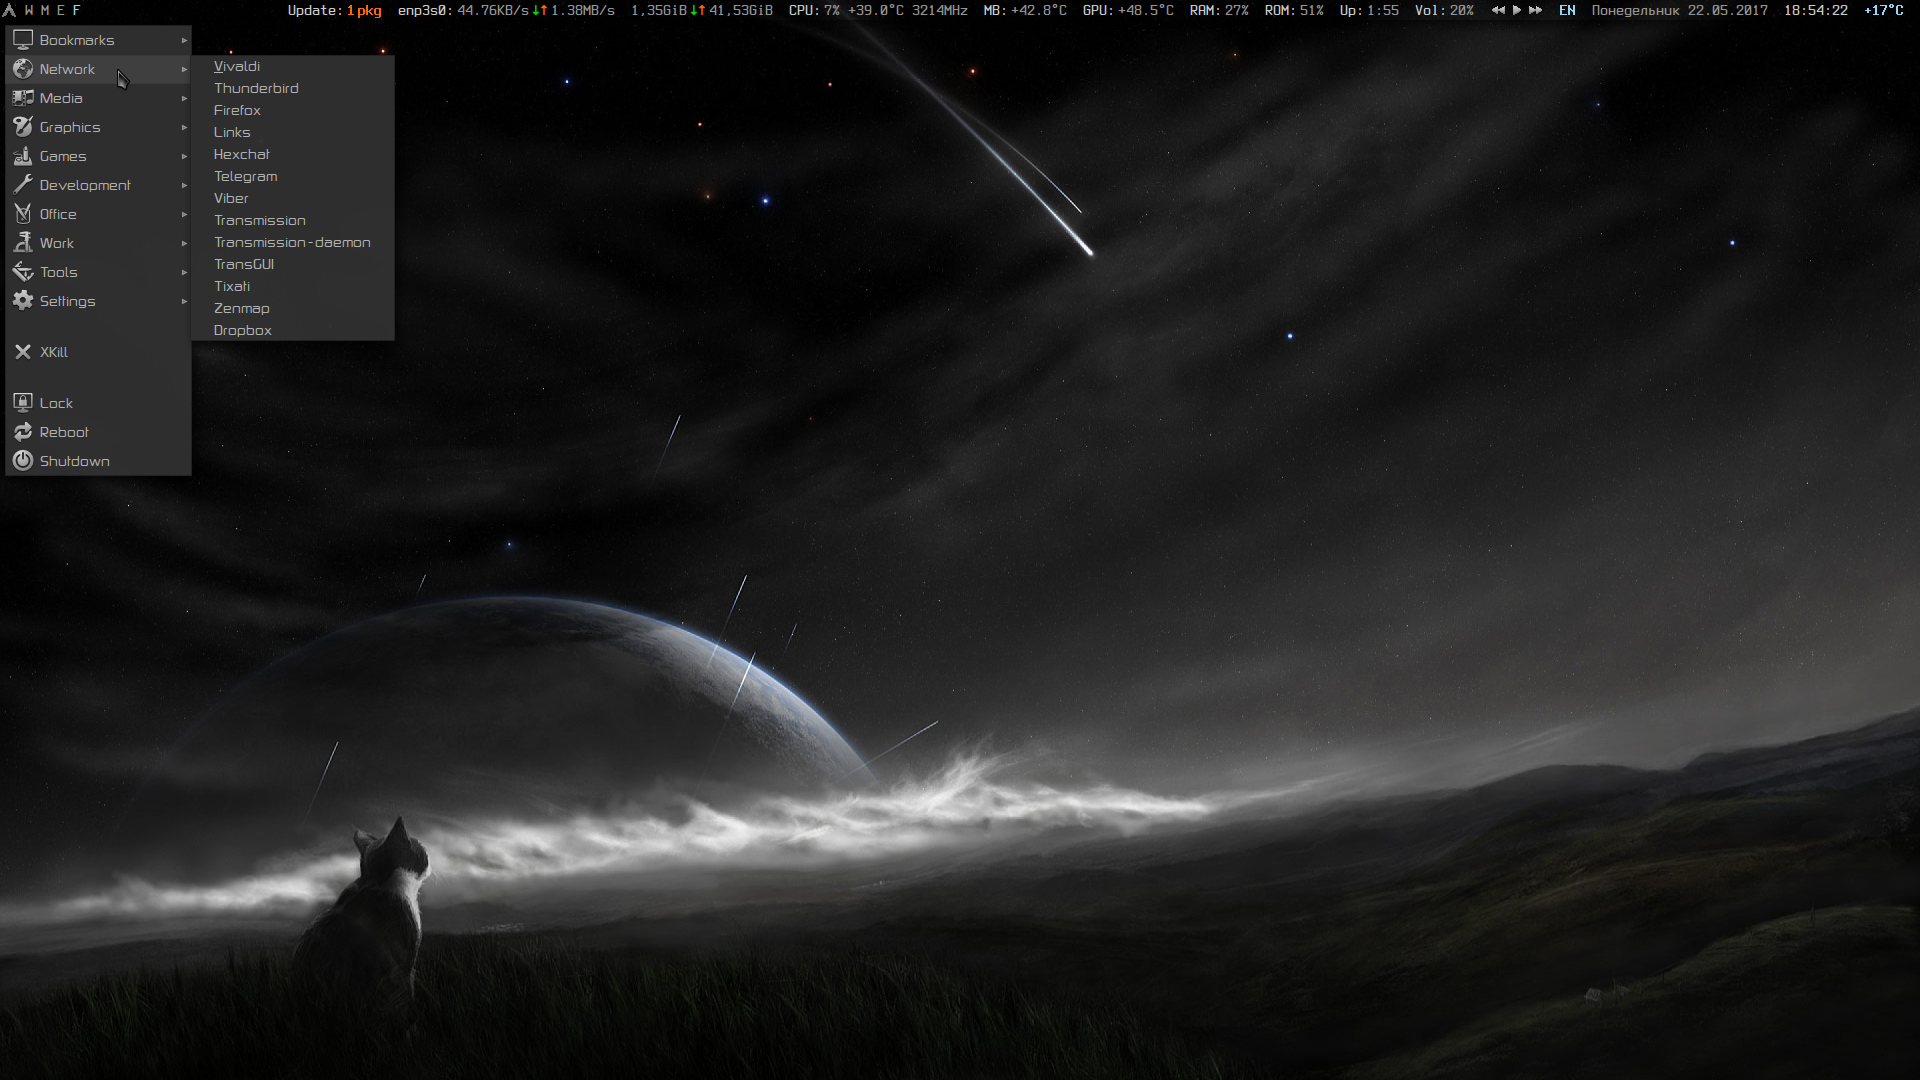 W M E F Update: 1 pkg enp3s0: 44.76KB/s ↓↑ 1.38MB/s 1,35GiB ↓↑ 41,53GiB CPU: 7% +39.0°C 3214MHz MB: +42.8°C GPU: +48.5°C RAM: 27% ROM: 51% Up: 1:55 Vol: 20% EN Понедельник 22.05.2017 18:54:22 +17°C
Bookmarks
Network
Media
Graphics
Games
Development
Office
Work
Tools
Settings
XKill
Lock
Reboot
Shutdown
Vivaldi
Thunderbird
Firefox
Links
Hexchat
Telegram
Viber
Transmission
Transmission-daemon
TransGUI
Tixati
Zenmap
Dropbox